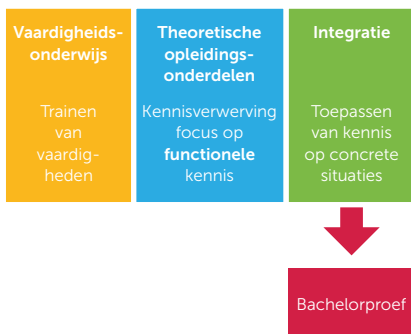 Vaardigheids-
onderwijs
Trainen
van
vaardig-
heden
Theoretische
opleidings-
onderdelen
Kennisverwerving
focus op
functionele
kennis
Integratie
Toepassen
van kennis
op concrete
situaties
Bachelorproef